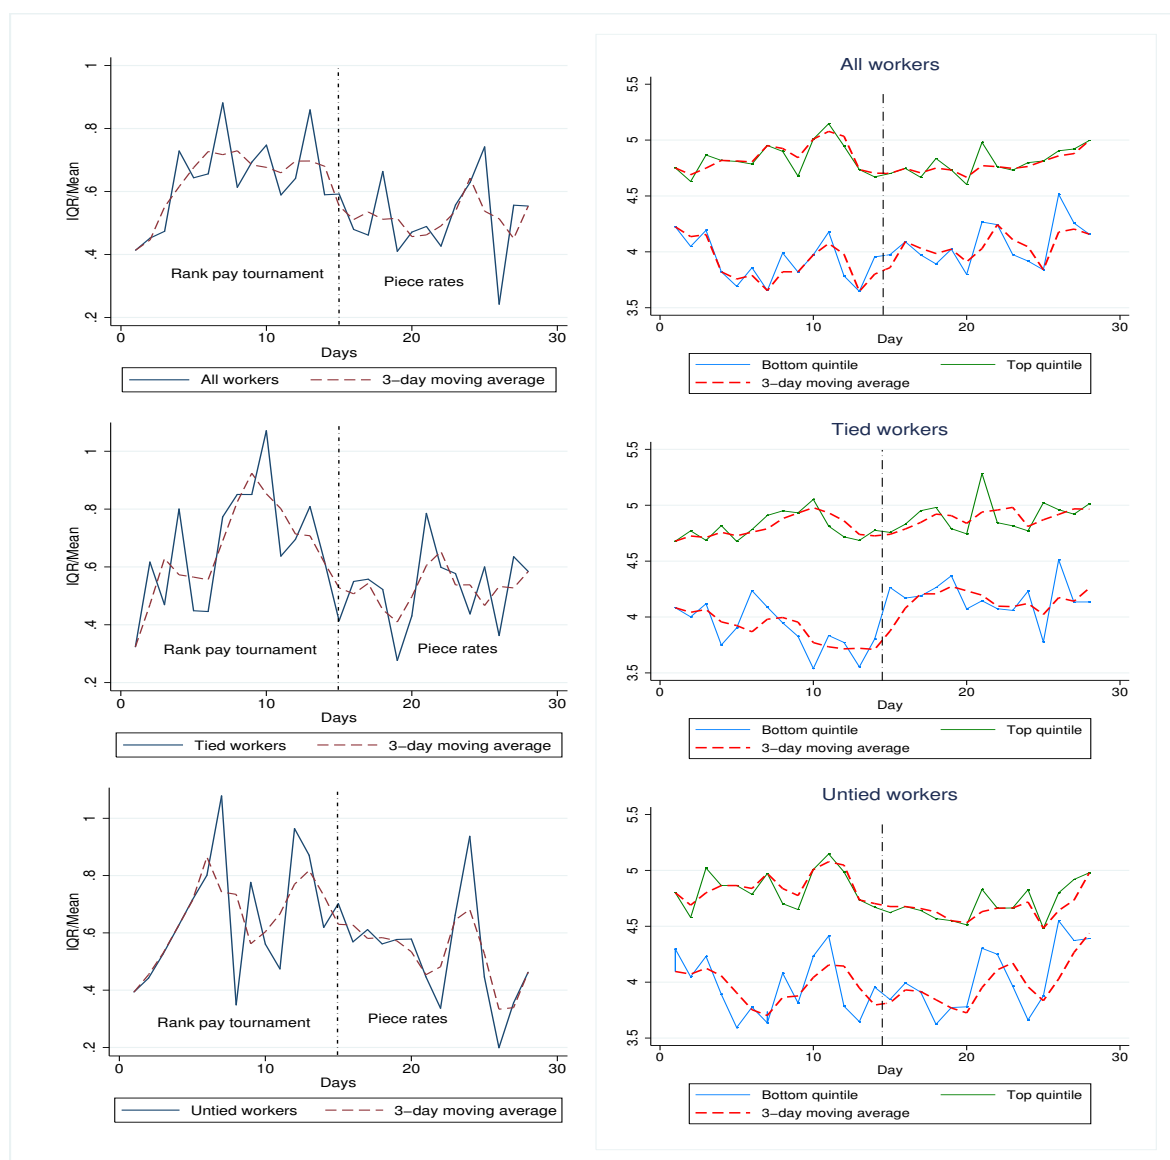 IQR/Mean
1
.8
.6
.4
.2
Rank pay tournament
Piece rates
0 10 20 30
Days
All workers 3−day moving average
IQR/Mean
1
.8
.6
.4
.2
Rank pay tournament
Piece rates
0 10 20 30
Days
Tied workers 3−day moving average
IQR/Mean
1
.8
.6
.4
.2
Rank pay tournament
Piece rates
0 10 20 30
Days
Untied workers 3−day moving average
All workers
5.5
5
4.5
4
3.5
0 10 20 30
Day
Bottom quintile Top quintile
3−day moving average
Tied workers
5.5
5
4.5
4
3.5
0 10 20 30
Day
Bottom quintile Top quintile
3−day moving average
Untied workers
5.5
5
4.5
4
3.5
0 10 20 30
Day
Bottom quintile Top quintile
3−day moving average